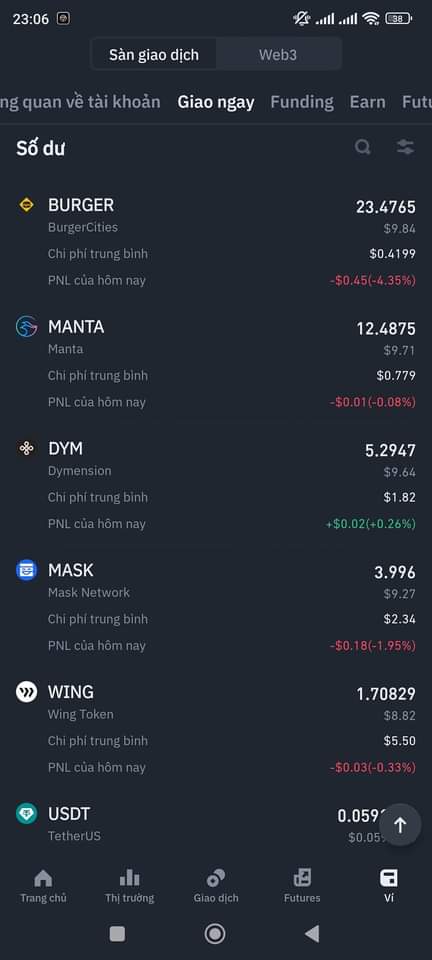 23:06
38
Sàn giao dịch Web3
ng quan về tài khoản Giao ngay Funding Earn Futu
Số dư
BURGER 23.4765
BurgerCities $9.84
Chi phí trung bình $0.4199
PNL của hôm nay -$0.45(-4.35%)
MANTA 12.4875
Manta $9.71
Chi phí trung bình $0.779
PNL của hôm nay -$0.01(-0.08%)
DYM 5.2947
Dymension $9.64
Chi phí trung bình $1.82
PNL của hôm nay +$0.02(+0.26%)
MASK 3.996
Mask Network $9.27
Chi phí trung bình $2.34
PNL của hôm nay -$0.18(-1.95%)
WING 1.70829
Wing Token $8.82
Chi phí trung bình $5.50
PNL của hôm nay -$0.03(-0.33%)
USDT
TetherUS
Trang chủ Thị trường Giao dịch Futures Ví